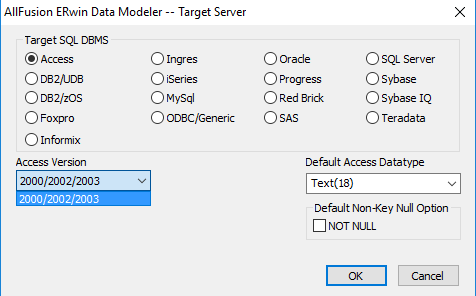 AllFusion ERwin Data Modeler -- Target Server
Target SQL DBMS
Access
Ingres
Oracle
SQL Server
DB2/UDB
iSeries
Progress
Sybase
DB2/zOS
MySql
Red Brick
Sybase IQ
Foxpro
ODBC/Generic
SAS
Teradata
Informix
Access Version
Default Access Datatype
2000/2002/2003
Text(18)
2000/2002/2003
Default Non-Key Null Option
NOT NULL
OK
Cancel